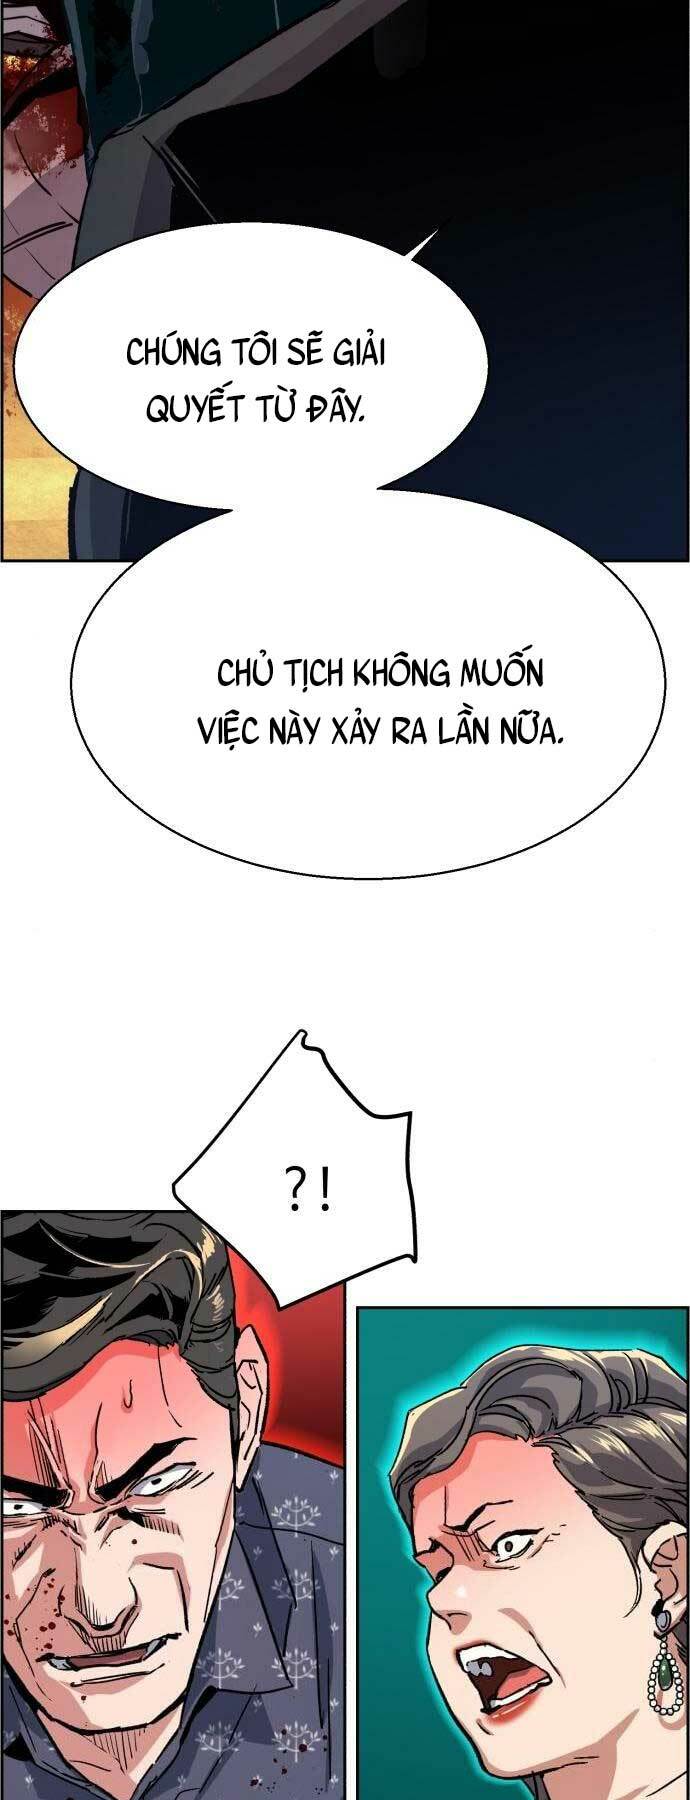 CHÚNG TÔI SẼ GIẢI
QUYẾT TỪ ĐÂY.
CHỦ TỊCH KHÔNG MUỐN
VIỆC NÀY XẢY RA LẦN NỮA.
?!